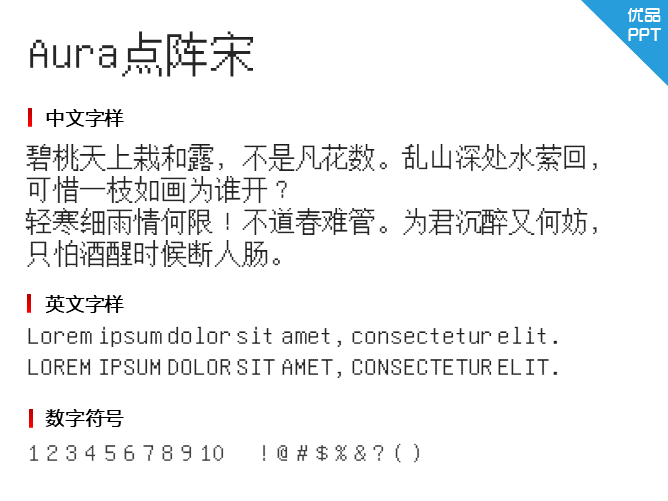 优品
PPT
Aura点阵宋
中文字样
碧桃天上栽和露，不是凡花数。乱山深处水萦回，
可惜一枝如画为谁开？
轻寒细雨情何限！不道春难管。为君沉醉又何妨，
只怕酒醒时候断人肠。
英文字样
Lorem ipsum dolor sit amet, consectetur elit.
LOREM IPSUM DOLOR SIT AMET, CONSECTETUR ELIT.
数字符号
1 2 3 4 5 6 7 8 9 10 ! @ # $ % & ? ( )